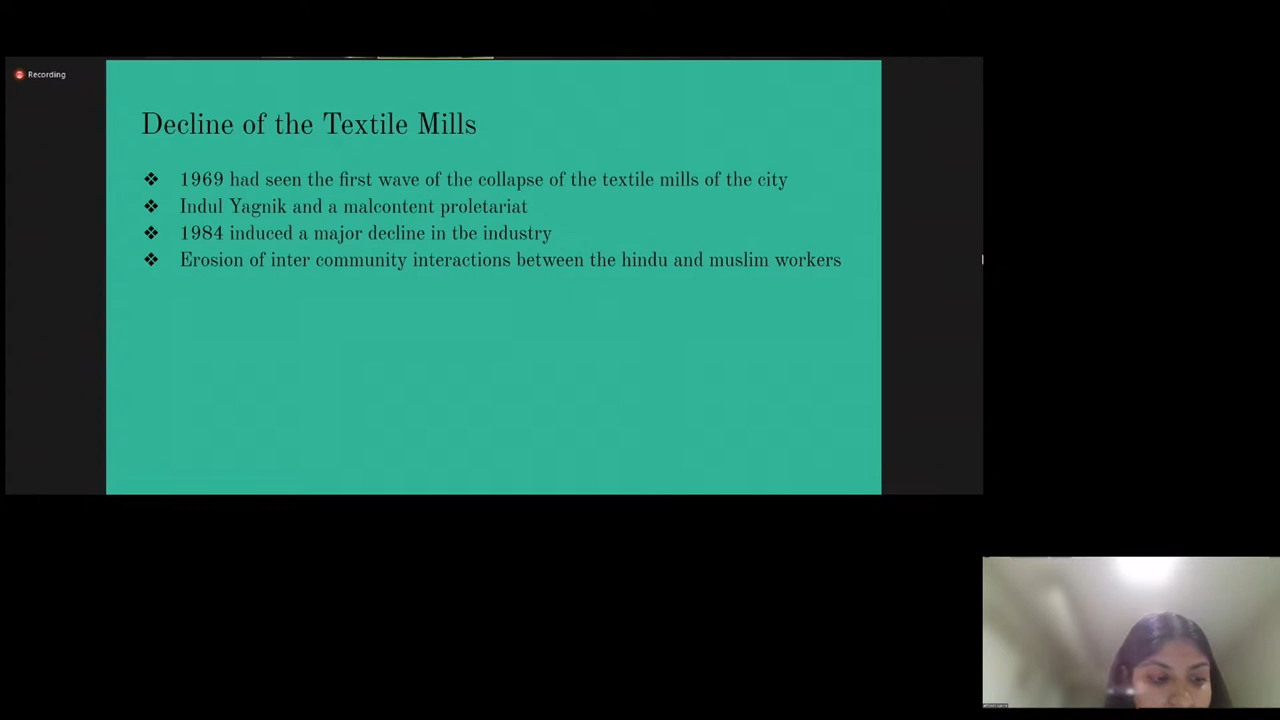 Recording
Decline of the Textile Mills
❖ 1969 had seen the first wave of the collapse of the textile mills of the city
❖ Indul Yagnik and a malcontent proletariat
❖ 1984 induced a major decline in tbe industry
❖ Erosion of inter community interactions between the hindu and muslim workers